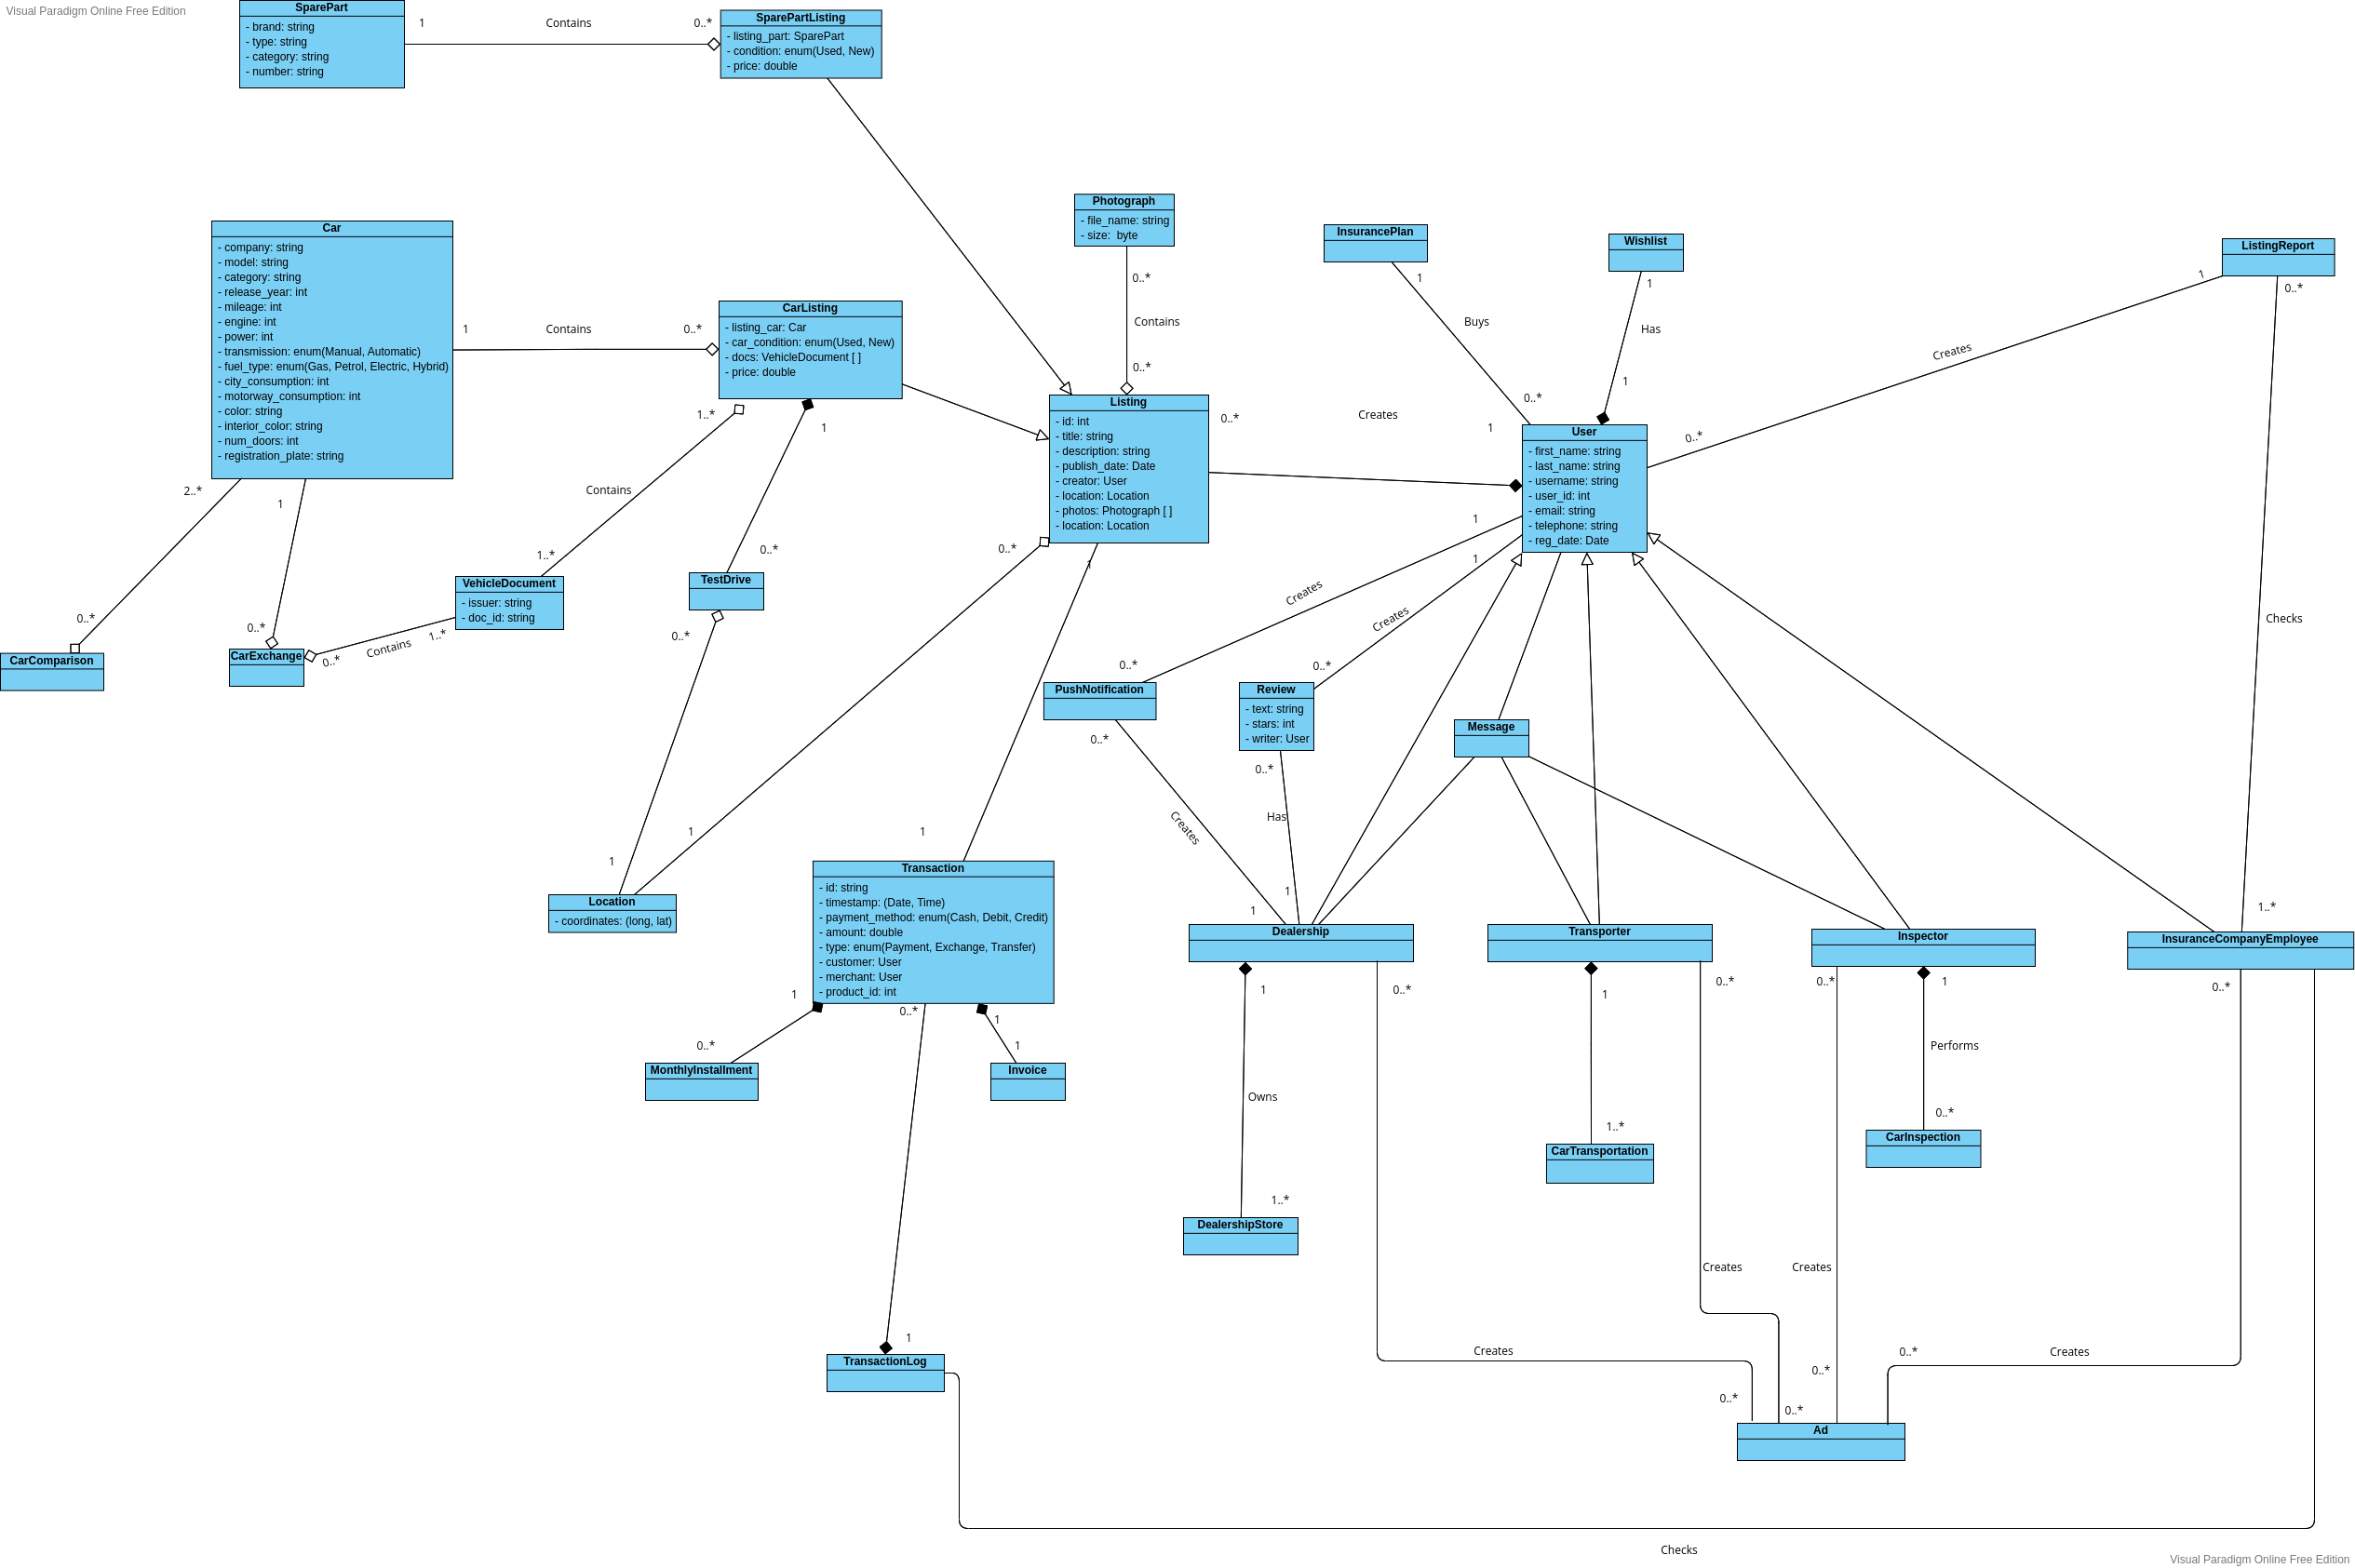 Visual Paradigm Online Free Edition
SparePart
- brand: string
- type: string
- category: string
- number: string
1
Contains
0..*
SparePartListing
- listing_part: SparePart
- condition: enum(Used, New)
- price: double
Photograph
- file_name: string
- size:  byte
0..*
Contains
0..*
InsurancePlan
1
Buys
0..*
Wishlist
1
Has
1
ListingReport
1
0..*
Creates
0..*
Checks
1..*
Car
- company: string
- model: string
- category: string
- release_year: int
- mileage: int
- engine: int
- power: int
- transmission: enum(Manual, Automatic)
- fuel_type: enum(Gas, Petrol, Electric, Hybrid)
- city_consumption: int
- motorway_consumption: int
- color: string
- interior_color: string
- num_doors: int
- registration_plate: string
1
Contains
0..*
CarListing
- listing_car: Car
- car_condition: enum(Used, New)
- docs: VehicleDocument [ ]
- price: double
1..*
1
Contains
1..*
0..*
Listing
- id: int
- title: string
- description: string
- publish_date: Date
- creator: User
- location: Location
- photos: Photograph [ ]
- location: Location
0..*
Creates
1
User
- first_name: string
- last_name: string
- username: string
- user_id: int
- email: string
- telephone: string
- reg_date: Date
2..*
1
0..*
0..*
CarComparison
CarExchange
0..*
Contains
1..*
VehicleDocument
- issuer: string
- doc_id: string
TestDrive
0..*
0..*
1
1
1
Creates
Creates
0..*
0..*
PushNotification
Review
- text: string
- stars: int
- writer: User
Message
0..*
0..*
Creates
Has
1
1
1
1
1
Location
- coordinates: (long, lat)
Transaction
- id: string
- timestamp: (Date, Time)
- payment_method: enum(Cash, Debit, Credit)
- amount: double
- type: enum(Payment, Exchange, Transfer)
- customer: User
- merchant: User
- product_id: int
1
0..*
1
0..*
1
MonthlyInstallment
Invoice
Dealership
Transporter
Inspector
InsuranceCompanyEmployee
1
0..*
1
0..*
0..*
1
0..*
Performs
Owns
1..*
0..*
CarTransportation
CarInspection
1..*
DealershipStore
Creates
Creates
1
TransactionLog
Creates
0..*
0..*
Creates
0..*
0..*
Ad
Checks
Visual Paradigm Online Free Edition